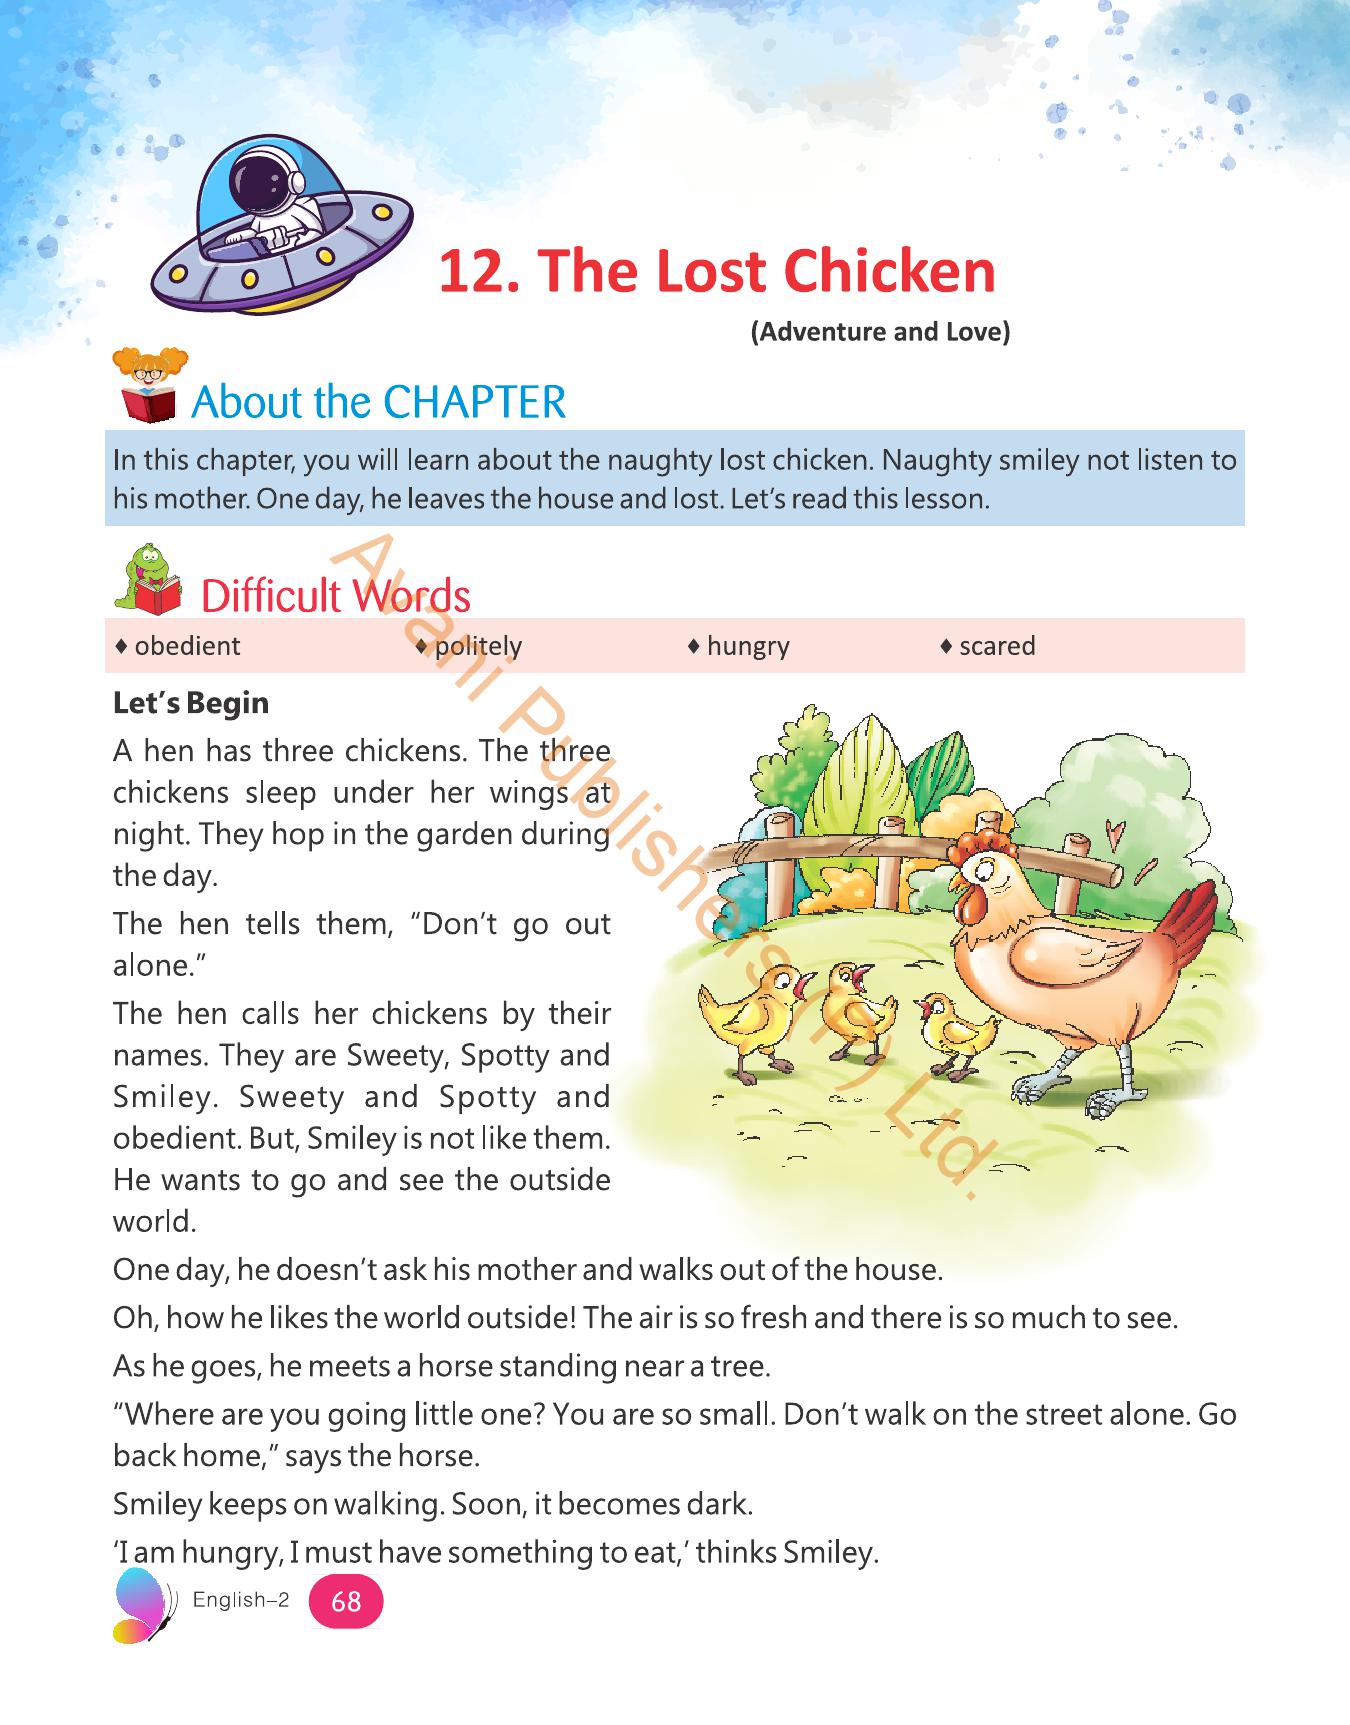 12. The Lost Chicken
(Adventure and Love)
About the CHAPTER
In this chapter, you will learn about the naughty lost chicken. Naughty smiley not listen to
his mother. One day, he leaves the house and lost. Let’s read this lesson.
Difficult Words
♦ obedient ♦ politely ♦ hungry ♦ scared
Let’s Begin
A hen has three chickens. The three
chickens sleep under her wings at
night. They hop in the garden during
the day.
The hen tells them, “Don’t go out
alone.”
The hen calls her chickens by their
names. They are Sweety, Spotty and
Smiley. Sweety and Spotty and
obedient. But, Smiley is not like them.
He wants to go and see the outside
world.
One day, he doesn’t ask his mother and walks out of the house.
Oh, how he likes the world outside! The air is so fresh and there is so much to see.
As he goes, he meets a horse standing near a tree.
“Where are you going little one? You are so small. Don’t walk on the street alone. Go
back home,” says the horse.
Smiley keeps on walking. Soon, it becomes dark.
‘I am hungry, I must have something to eat,’ thinks Smiley.
English–2 68
Avani Publishers (P) Ltd.